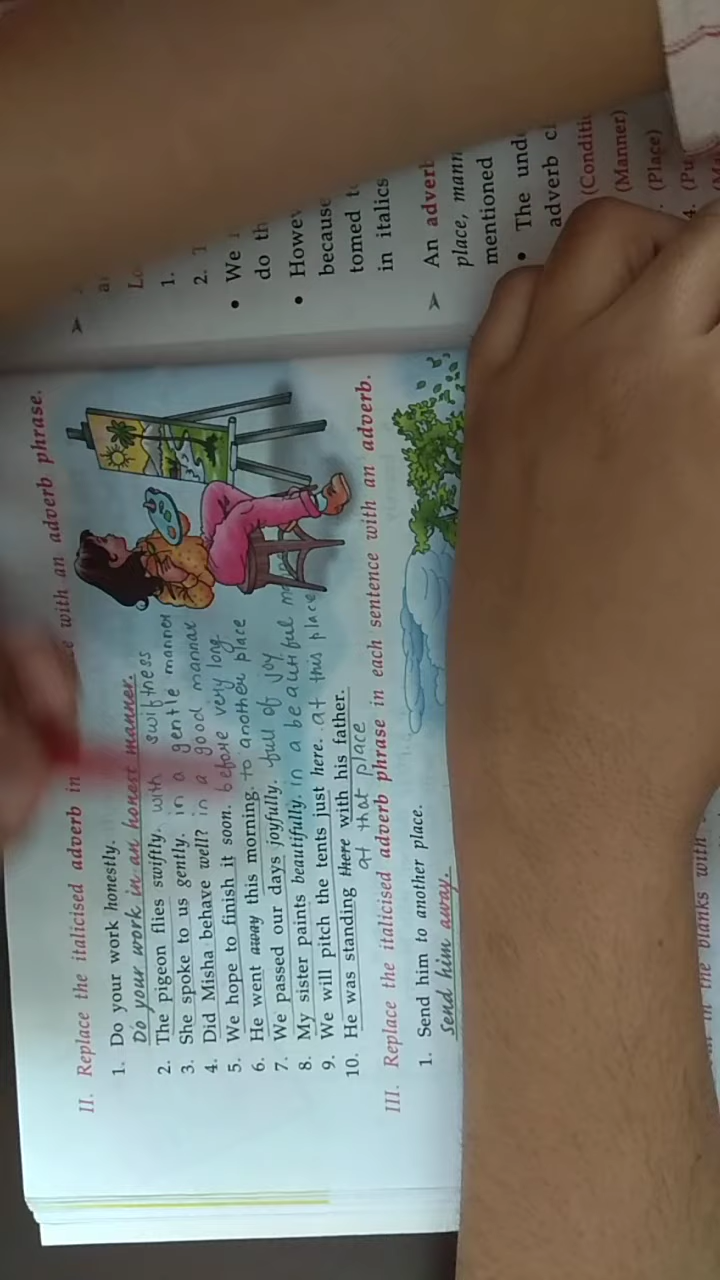 II. Replace the italicised adverb in with an adverb phrase.
1. Do your work honestly.
Do your work in an honest manner.
2. The pigeon flies swiftly. with swiftness
3. She spoke to us gently. in a gentle manner
4. Did Misha behave well? in a good mannar
5. We hope to finish it soon. before very long
6. He went away this morning. to another place
7. We passed our days joyfully. full of joy
8. My sister paints beautifully. in a beautiful
9. We will pitch the tents just here. at this place
10. He was standing there with his father.
at that place
III. Replace the italicised adverb phrase in each sentence with an adverb.
1. Send him to another place.
Send him away.
➤
1.
2.
• We
do th
• Howev
because
tomed t
in italics
➤ An adverb
place, mann
mentioned
• The und
adverb c
(Conditi
(Manner)
(Place)
4. (Pu
in the blanks with